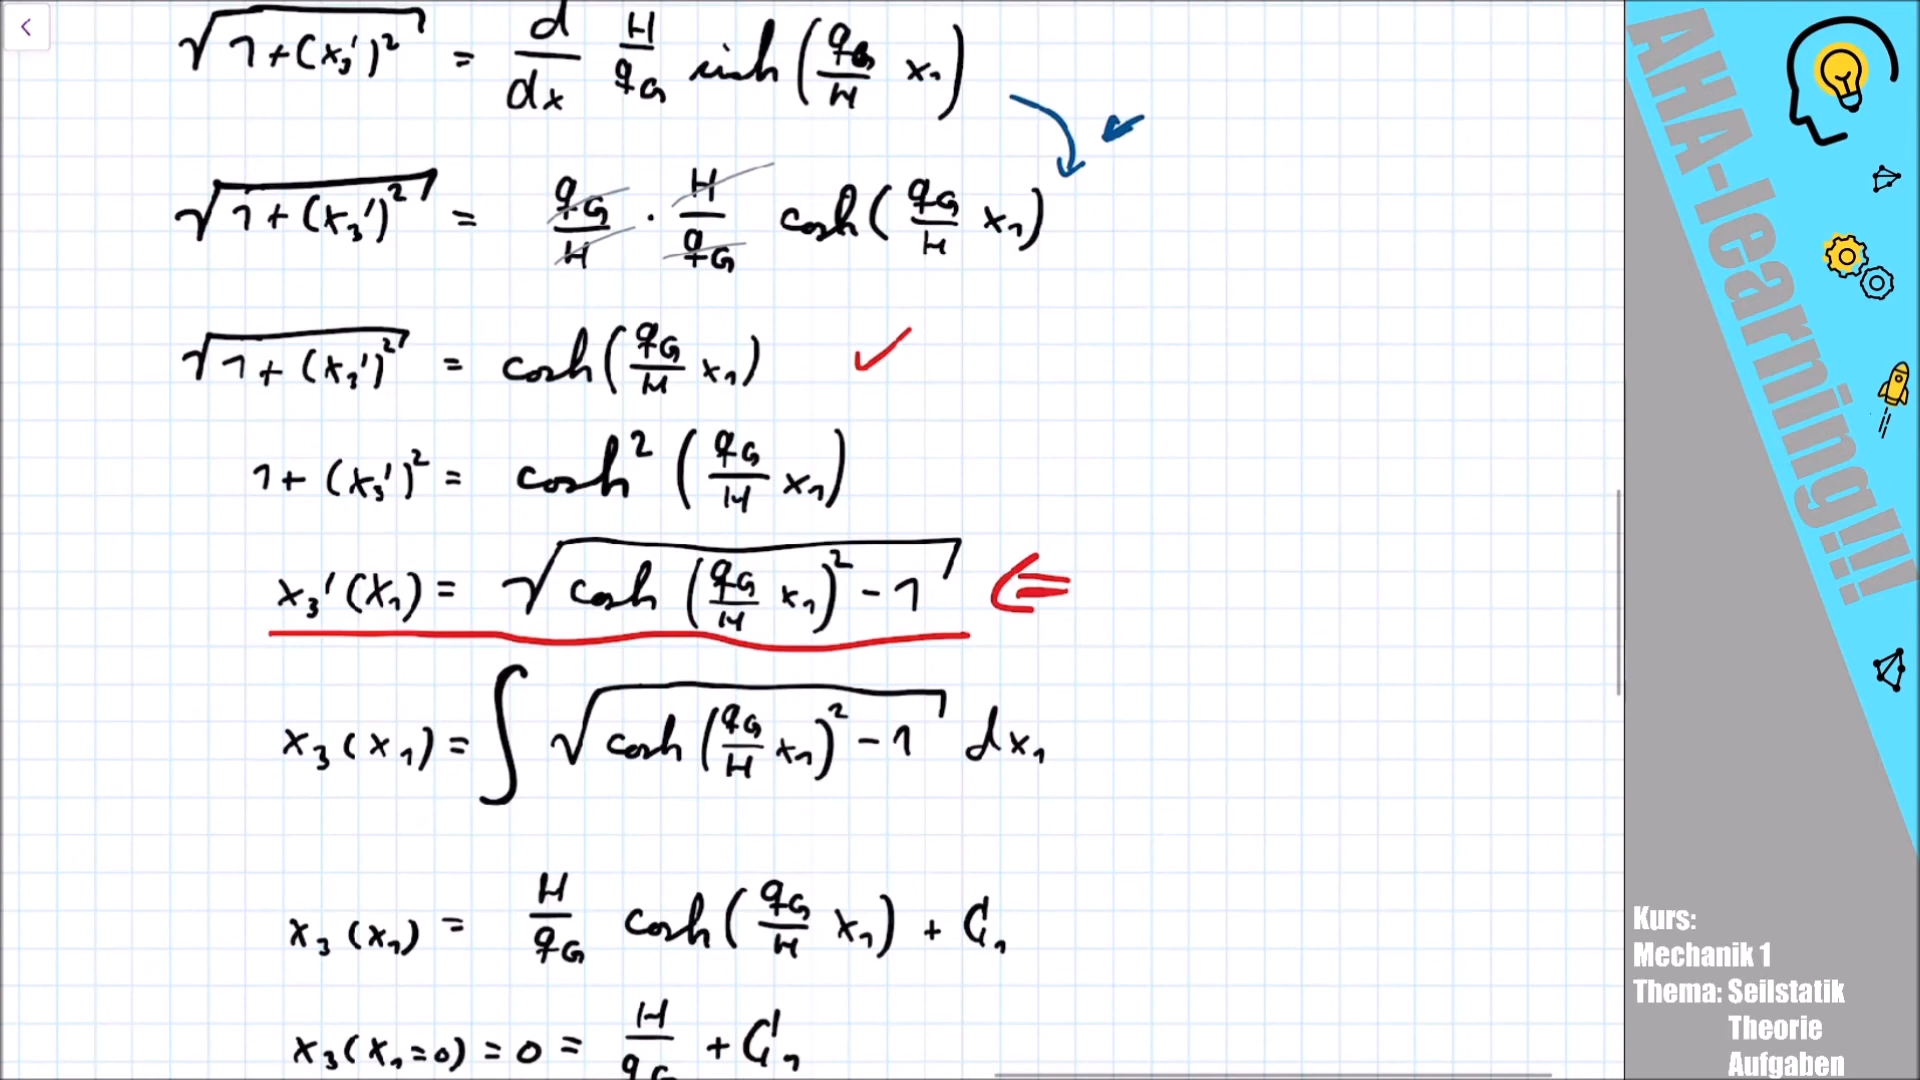 √(1+(x₃')²) = d/dx H/q_G sinh(q_G/H x₁)
√(1+(x₃')²) = q_G/H · H/q_G cosh(q_G/H x₁)
√(1+(x₃')²) = cosh(q_G/H x₁) ✓
1+(x₃')² = cosh²(q_G/H x₁)
x₃'(x₁) = √(cosh(q_G/H x₁)² - 1) ⇐
x₃(x₁) = ∫ √(cosh(q_G/H x₁)² - 1) dx₁
x₃(x₁) = H/q_G cosh(q_G/H x₁) + C₁
x₃(x₁=0) = 0 = H/q_G + C₁
AHA-learning!!!
Kurs:
Mechanik 1
Thema: Seilstatik
Theorie
Aufgaben